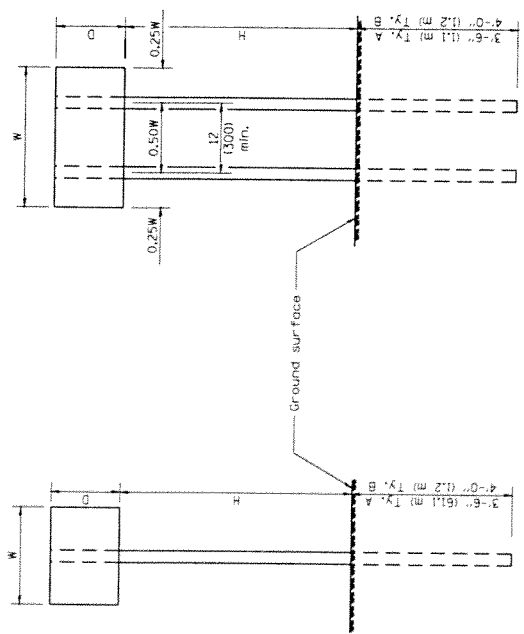 W
D
H
0.25W
0.50W
12
(300)
min.
0.25W
3'-6" (1.1 m) Ty. A
4'-0" (1.2 m) Ty. B
Ground surface
W
D
H
3'-6" (61.1 m) Ty. A
4'-0" (1.2 m) Ty. B